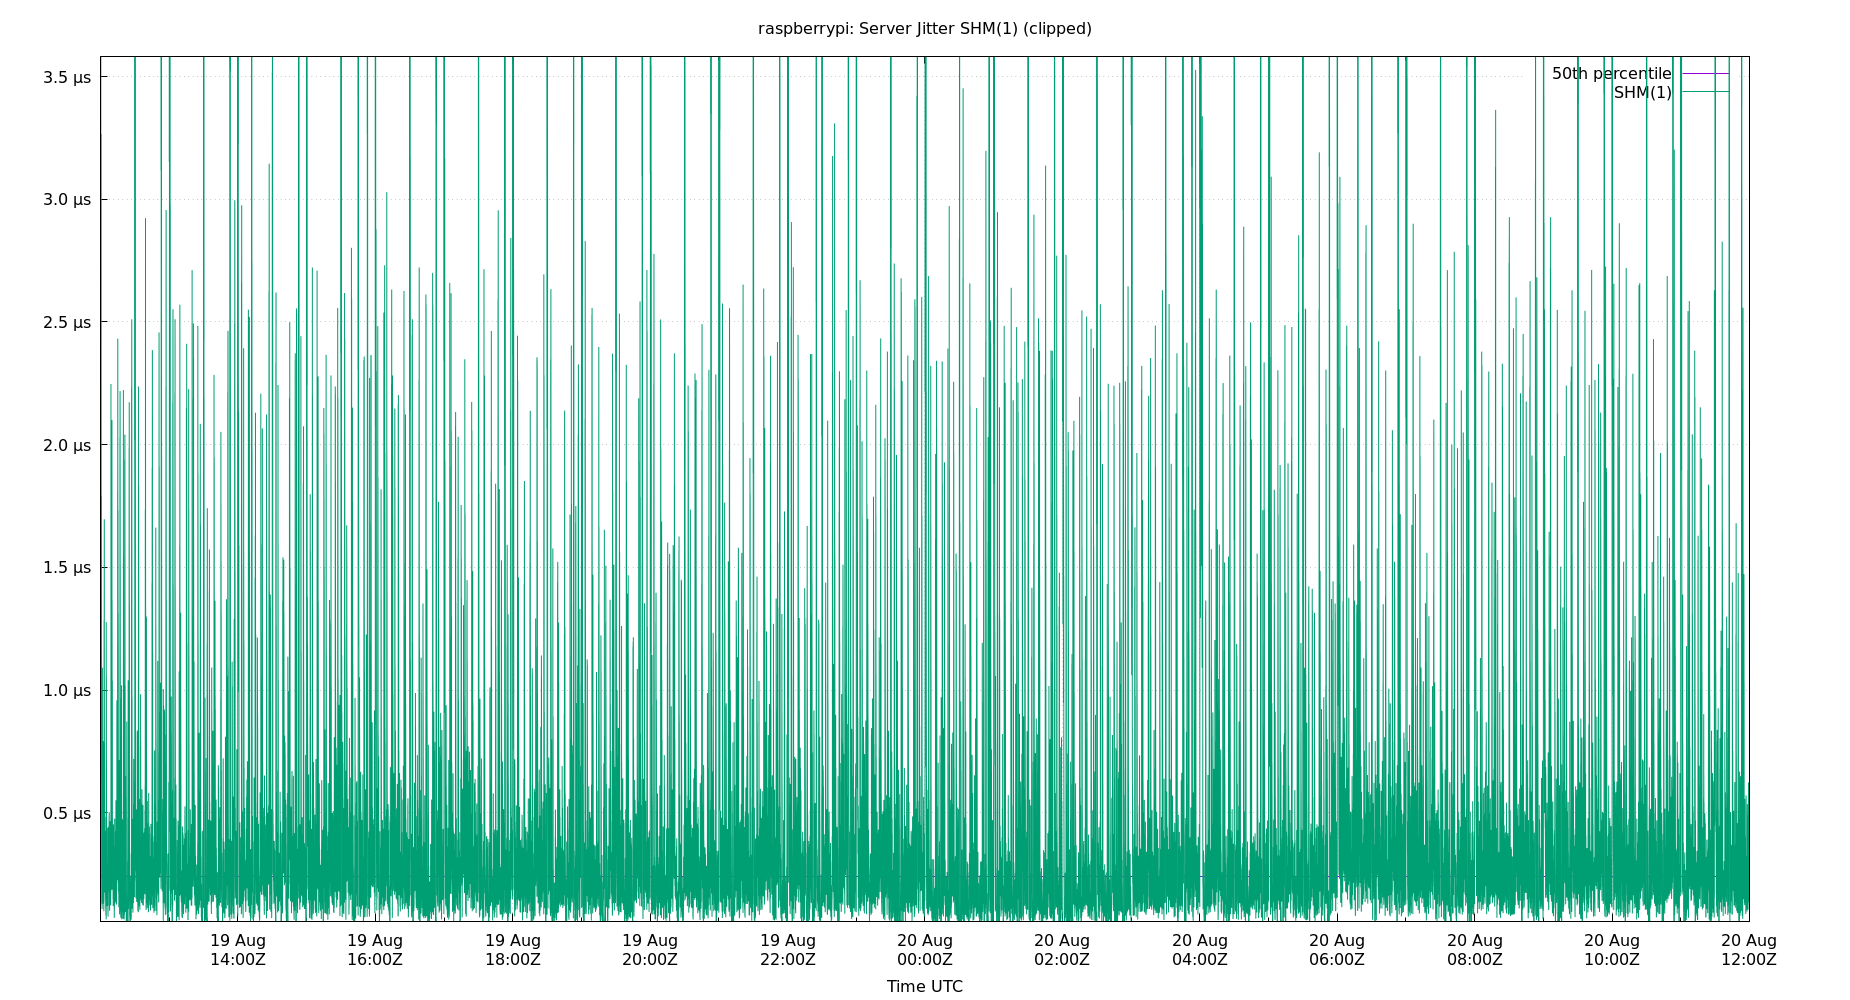 raspberrypi: Server Jitter SHM(1) (clipped)
50th percentile
SHM(1)
3.5 µs
3.0 µs
2.5 µs
2.0 µs
1.5 µs
1.0 µs
0.5 µs
19 Aug 19 Aug 19 Aug 19 Aug 19 Aug 20 Aug 20 Aug 20 Aug 20 Aug 20 Aug 20 Aug 20 Aug
14:00Z 16:00Z 18:00Z 20:00Z 22:00Z 00:00Z 02:00Z 04:00Z 06:00Z 08:00Z 10:00Z 12:00Z
Time UTC